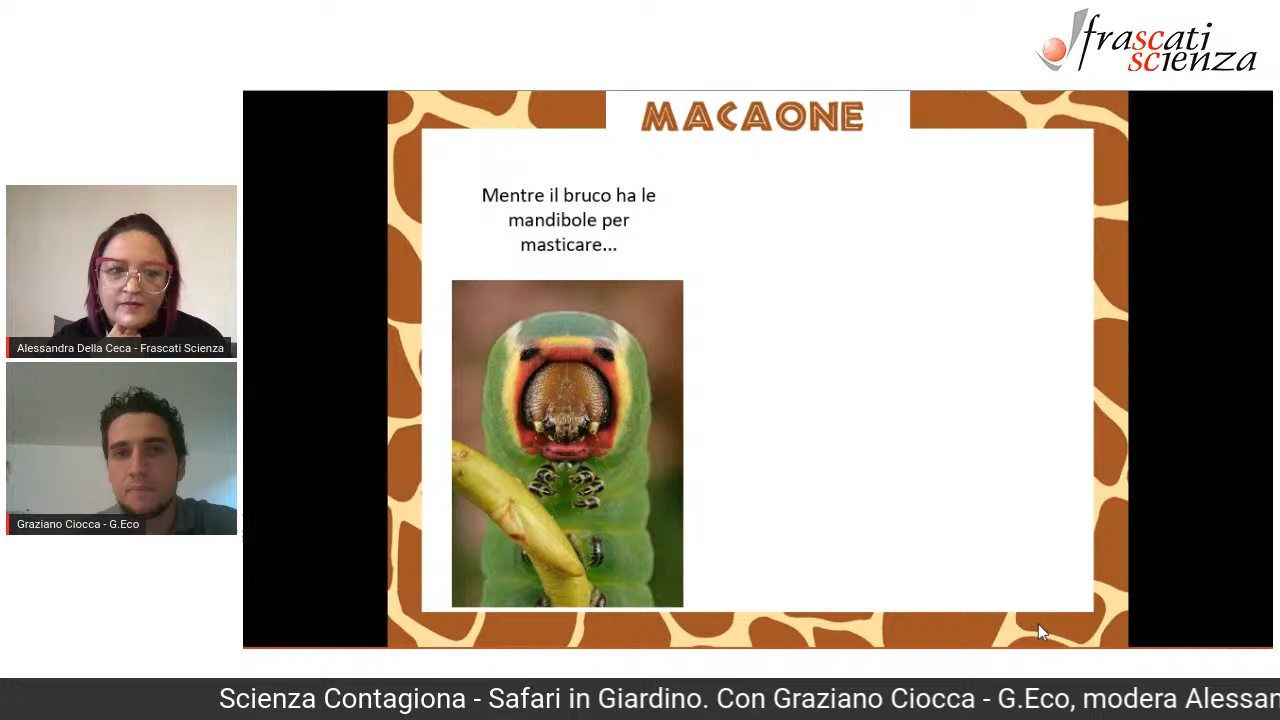 frascati
scienza
MACAONE
Mentre il bruco ha le
mandibole per
masticare...
Alessandra Della Ceca - Frascati Scienza
Graziano Ciocca - G.Eco
Scienza Contagiona - Safari in Giardino. Con Graziano Ciocca - G.Eco, modera Alessan